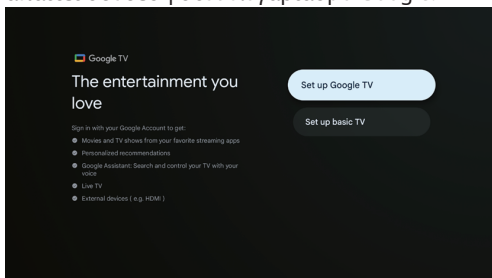 Google TV
The entertainment you
love
Sign in with your Google Account to get:
Movies and TV shows from your favorite streaming apps
Personalized recommendations
Google Assistant: Search and control your TV with your
voice
Live TV
External devices ( e.g. HDMI )
Set up Google TV
Set up basic TV